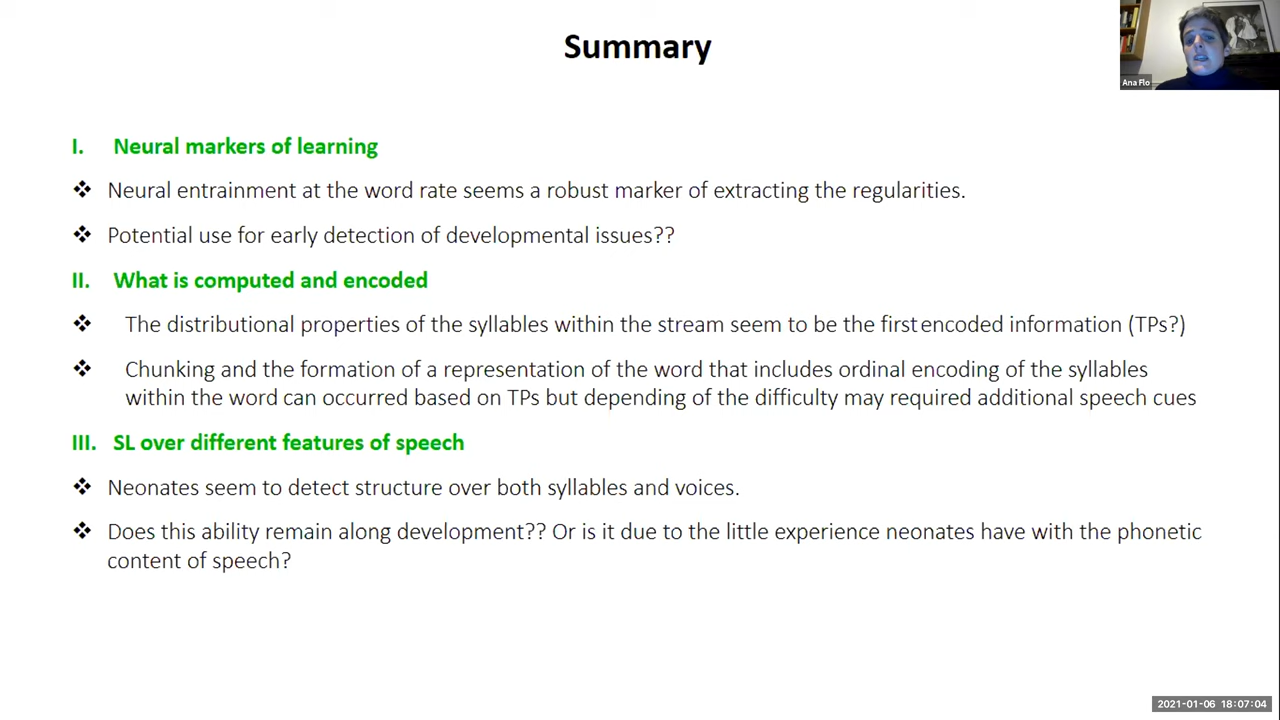 Summary
Ana Flo
I. Neural markers of learning
❖ Neural entrainment at the word rate seems a robust marker of extracting the regularities.
❖ Potential use for early detection of developmental issues??
II. What is computed and encoded
❖ The distributional properties of the syllables within the stream seem to be the first encoded information (TPs?)
❖ Chunking and the formation of a representation of the word that includes ordinal encoding of the syllables
within the word can occurred based on TPs but depending of the difficulty may required additional speech cues
III. SL over different features of speech
❖ Neonates seem to detect structure over both syllables and voices.
❖ Does this ability remain along development?? Or is it due to the little experience neonates have with the phonetic
content of speech?
2021-01-06 18:07:04